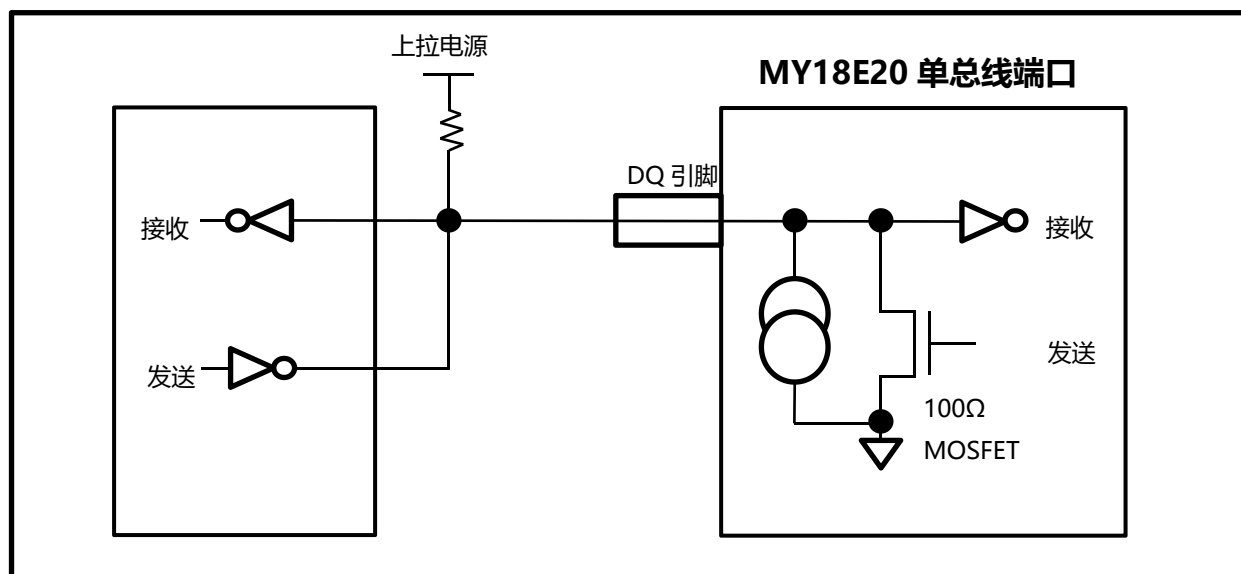 上拉电源
MY18E20 单总线端口
DQ 引脚
接收
接收
发送
发送
100Ω
MOSFET